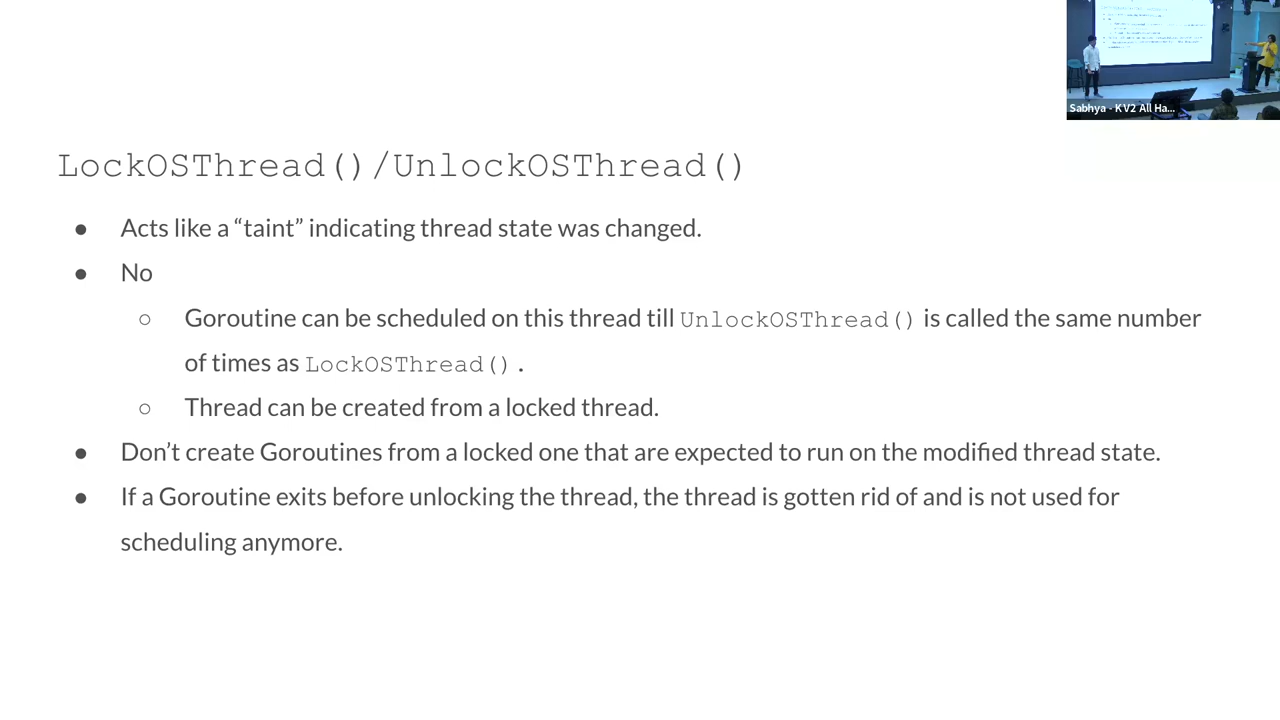 Sabhya - KV2 All Ha...
LockOSThread()/UnlockOSThread()
● Acts like a “taint” indicating thread state was changed.
● No
○ Goroutine can be scheduled on this thread till UnlockOSThread() is called the same number
of times as LockOSThread().
○ Thread can be created from a locked thread.
● Don’t create Goroutines from a locked one that are expected to run on the modified thread state.
● If a Goroutine exits before unlocking the thread, the thread is gotten rid of and is not used for
scheduling anymore.